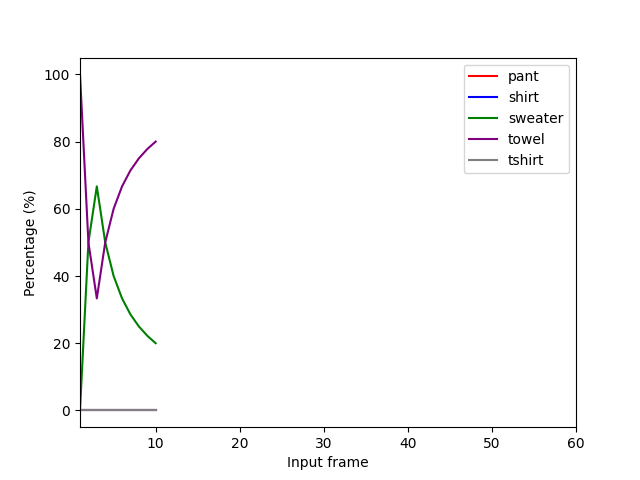 pant
shirt
sweater
towel
tshirt
Percentage (%)
100
80
60
40
20
0
10 20 30 40 50 60
Input frame